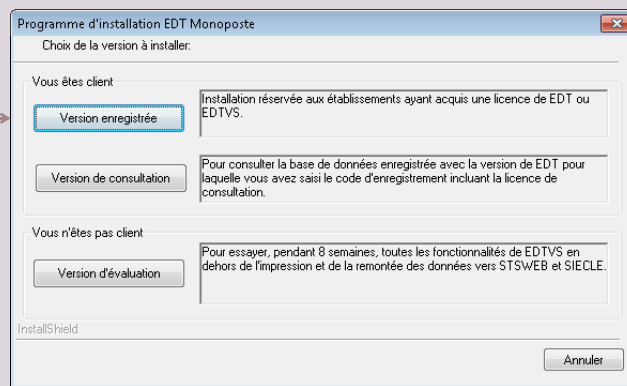 Programme d'installation EDT Monoposte
Choix de la version à installer:
Vous êtes client
Version enregistrée
Installation réservée aux établissements ayant acquis une licence de EDT ou
EDTVS.
Version de consultation
Pour consulter la base de données enregistrée avec la version de EDT pour
laquelle vous avez saisi le code d'enregistrement incluant la licence de
consultation.
Vous n'êtes pas client
Version d'évaluation
Pour essayer, pendant 8 semaines, toutes les fonctionnalités de EDTVS en
dehors de l'impression et de la remontée des données vers STSWEB et SIECLE.
InstallShield
Annuler